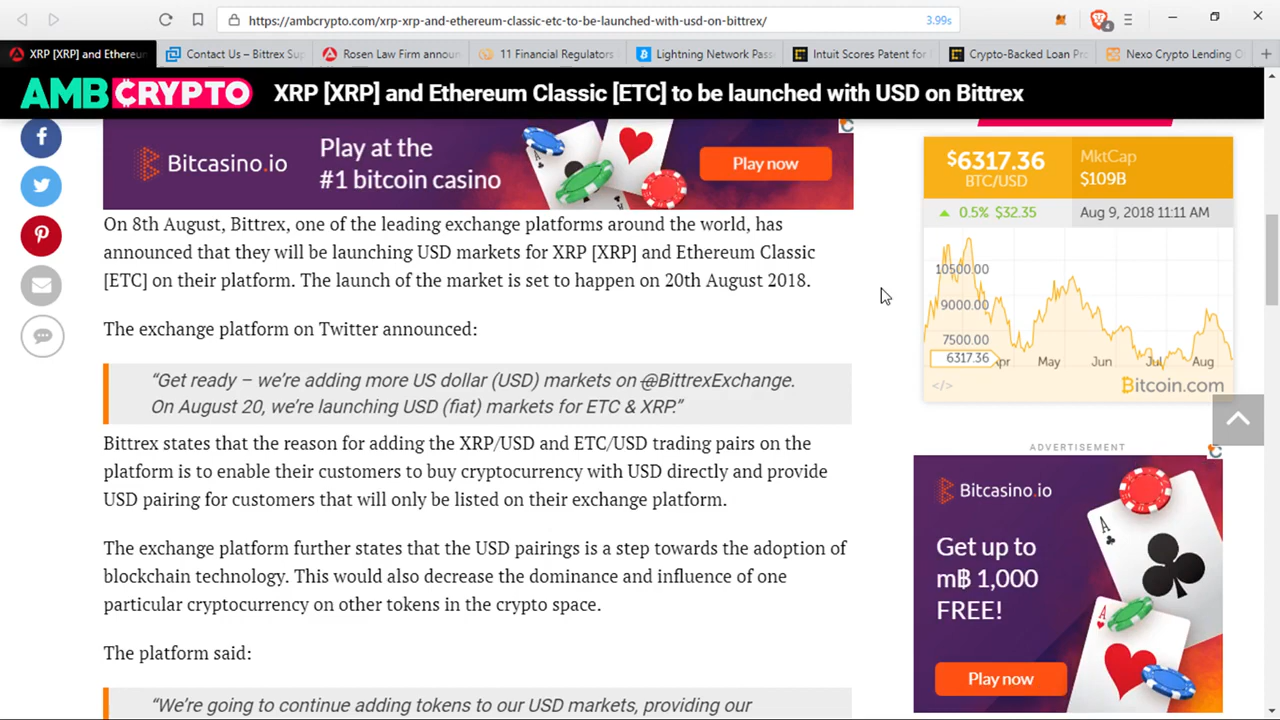 https://ambcrypto.com/xrp-xrp-and-ethereum-classic-etc-to-be-launched-with-usd-on-bittrex/
3.99s
4
XRP [XRP] and Ethereum
Contact Us – Bittrex Sup
Rosen Law Firm announ
11 Financial Regulators
Lightning Network Pass
Intuit Scores Patent for
Crypto-Backed Loan Pro
Nexo Crypto Lending O
AMBCRYPTO
XRP [XRP] and Ethereum Classic [ETC] to be launched with USD on Bittrex
Bitcasino.io
Play at the
#1 bitcoin casino
Play now
On 8th August, Bittrex, one of the leading exchange platforms around the world, has
announced that they will be launching USD markets for XRP [XRP] and Ethereum Classic
[ETC] on their platform. The launch of the market is set to happen on 20th August 2018.
The exchange platform on Twitter announced:
“Get ready – we’re adding more US dollar (USD) markets on @BittrexExchange.
On August 20, we’re launching USD (fiat) markets for ETC & XRP.”
Bittrex states that the reason for adding the XRP/USD and ETC/USD trading pairs on the
platform is to enable their customers to buy cryptocurrency with USD directly and provide
USD pairing for customers that will only be listed on their exchange platform.
The exchange platform further states that the USD pairings is a step towards the adoption of
blockchain technology. This would also decrease the dominance and influence of one
particular cryptocurrency on other tokens in the crypto space.
The platform said:
“We’re going to continue adding tokens to our USD markets, providing our
$6317.36
BTC/USD
MktCap
$109B
0.5% $32.35
Aug 9, 2018 11:11 AM
10500.00
9000.00
7500.00
6317.36
Apr
May
Jun
Jul
Aug
</>
Bitcoin.com
ADVERTISEMENT
Bitcasino.io
Get up to
m฿ 1,000
FREE!
Play now
A
A